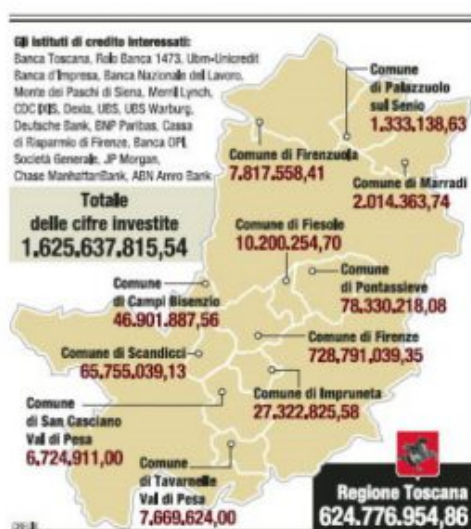 Gli istituti di credito interessati:
Banca Toscana, Rolo Banca 1473, Ubm-Unicredit
Banca d'Impresa, Banca Nazionale del Lavoro,
Monte dei Paschi di Siena, Merril Lynch,
CDC IXIS, Dexia, UBS, UBS Warburg,
Deutsche Bank, BNP Paribas, Cassa
di Risparmio di Firenze, Banca OPI,
Società Generale, JP Morgan,
Chase ManhattanBank, ABN Amro Bank
Totale
delle cifre investite
1.625.637.815,54
Comune
di Palazzuolo
sul Senio
1.333.138,63
Comune di Firenzuola
7.817.558,41
Comune di Marradi
2.014.363,74
Comune di Fiesole
10.200.254,70
Comune
di Pontassieve
78.330.218,08
Comune
di Campi Bisenzio
46.901.887,56
Comune di Firenze
728.791.039,35
Comune di Scandicci
65.755.039,13
Comune di Impruneta
27.322.825,58
Comune
di San Casciano
Val di Pesa
6.724.911,00
Comune
di Tavarnelle
Val di Pesa
7.669.624,00
Regione Toscana
624.776.954,86